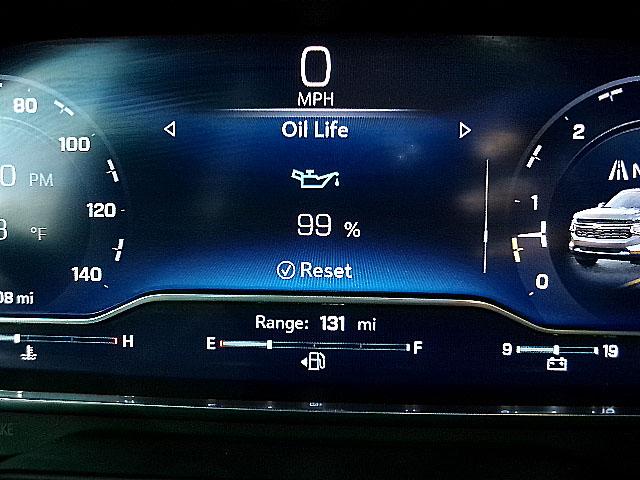 0
MPH
Oil Life
80
100
120
140
PM
°F
08 mi
99 %
Reset
2
1
0
N
Range: 131 mi
H
E
F
9
19